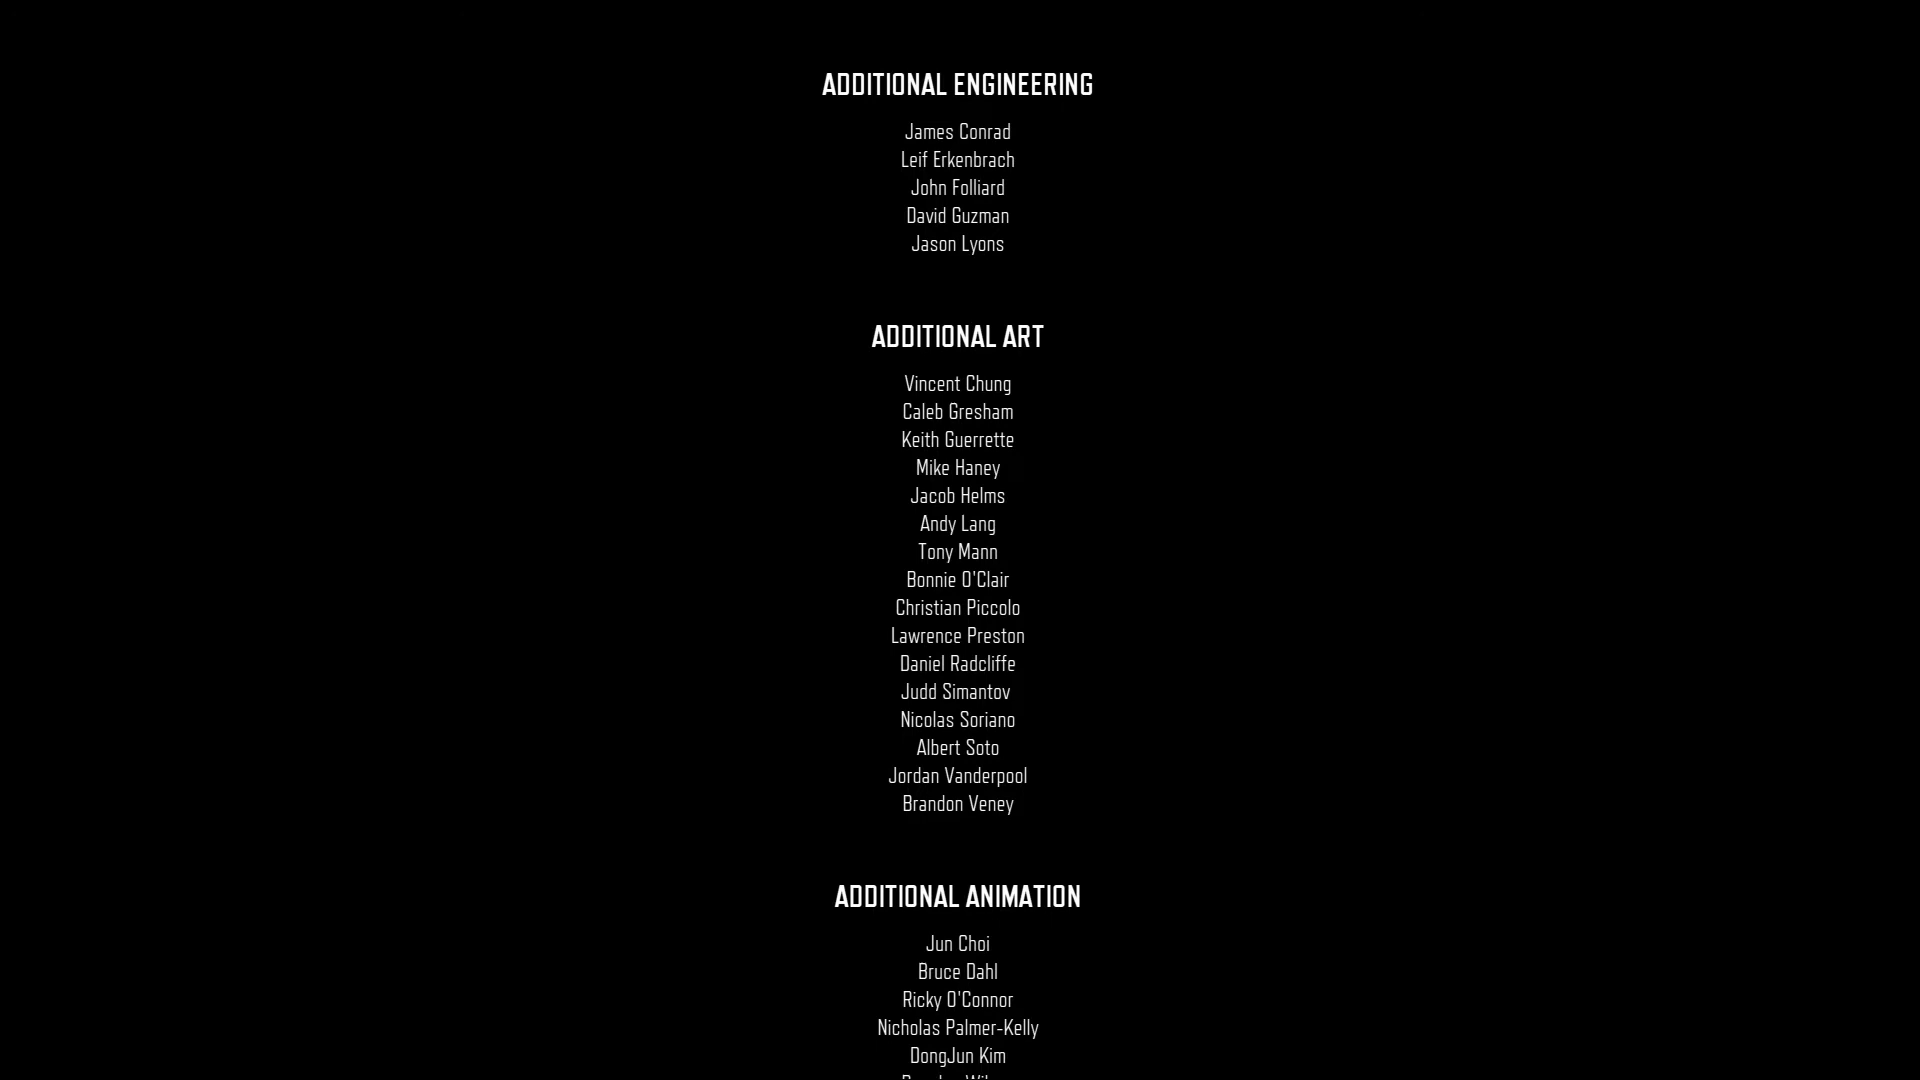 ADDITIONAL ENGINEERING
James Conrad
Leif Erkenbrach
John Folliard
David Guzman
Jason Lyons
ADDITIONAL ART
Vincent Chung
Caleb Gresham
Keith Guerrette
Mike Haney
Jacob Helms
Andy Lang
Tony Mann
Bonnie O'Clair
Christian Piccolo
Lawrence Preston
Daniel Radcliffe
Judd Simantov
Nicolas Soriano
Albert Soto
Jordan Vanderpool
Brandon Veney
ADDITIONAL ANIMATION
Jun Choi
Bruce Dahl
Ricky O'Connor
Nicholas Palmer-Kelly
DongJun Kim